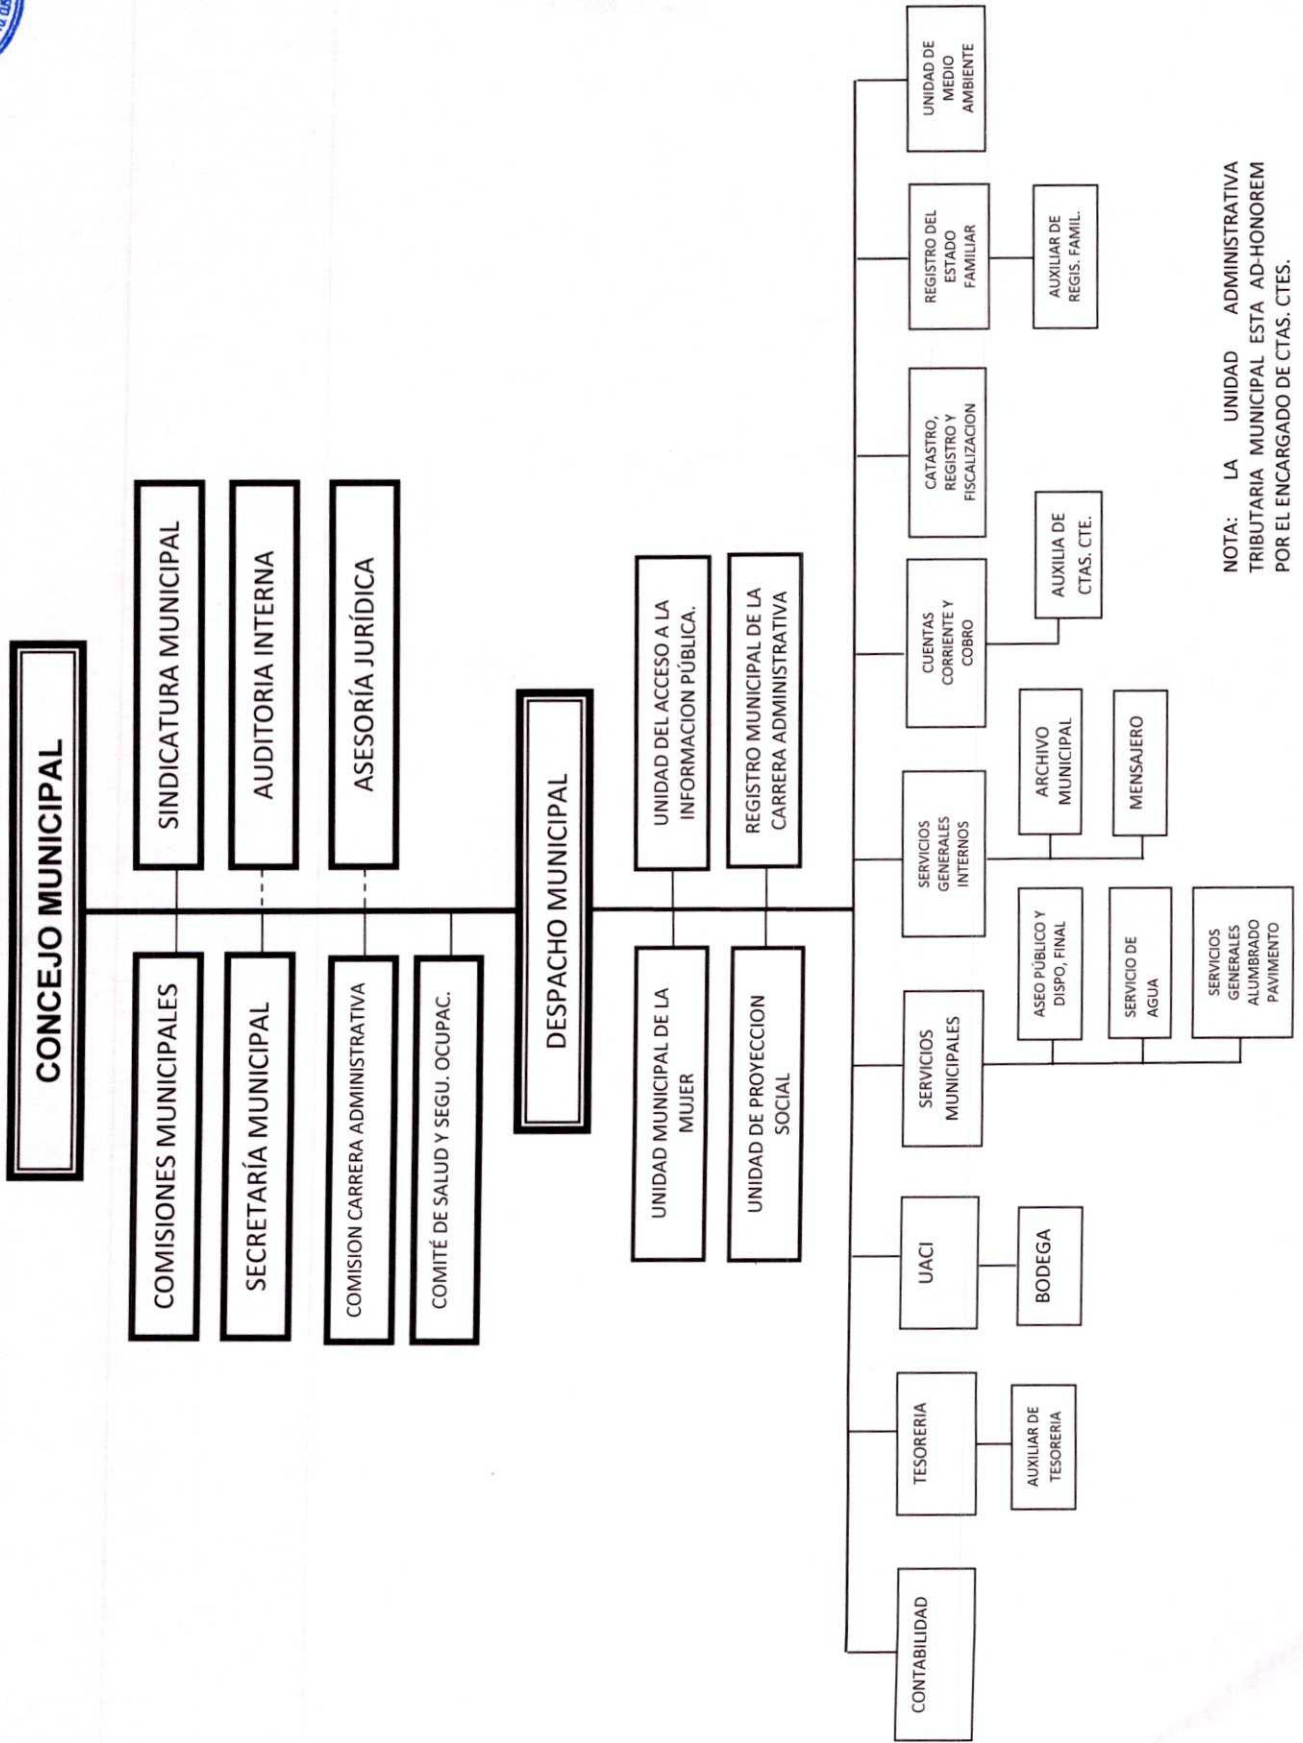 CONCEJO MUNICIPAL
COMISIONES MUNICIPALES
SINDICATURA MUNICIPAL
SECRETARÍA MUNICIPAL
AUDITORIA INTERNA
COMISION CARRERA ADMINISTRATIVA
ASESORÍA JURÍDICA
COMITÉ DE SALUD Y SEGU. OCUPAC.
DESPACHO MUNICIPAL
UNIDAD MUNICIPAL DE LA
MUJER
UNIDAD DEL ACCESO A LA
INFORMACION PÚBLICA.
UNIDAD DE PROYECCION
SOCIAL
REGISTRO MUNICIPAL DE LA
CARRERA ADMINISTRATIVA
CONTABILIDAD
TESORERIA
UACI
SERVICIOS
MUNICIPALES
SERVICIOS
GENERALES
INTERNOS
CUENTAS
CORRIENTE Y
COBRO
CATASTRO,
REGISTRO Y
FISCALIZACION
REGISTRO DEL
ESTADO
FAMILIAR
UNIDAD DE
MEDIO
AMBIENTE
AUXILIAR DE
TESORERIA
BODEGA
ASEO PÚBLICO Y
DISPO, FINAL
SERVICIO DE
AGUA
SERVICIOS
GENERALES
ALUMBRADO
PAVIMENTO
ARCHIVO
MUNICIPAL
MENSAJERO
AUXILIA DE
CTAS. CTE.
AUXILIAR DE
REGIS. FAMIL.
NOTA: LA UNIDAD ADMINISTRATIVA
TRIBUTARIA MUNICIPAL ESTA AD-HONOREM
POR EL ENCARGADO DE CTAS. CTES.